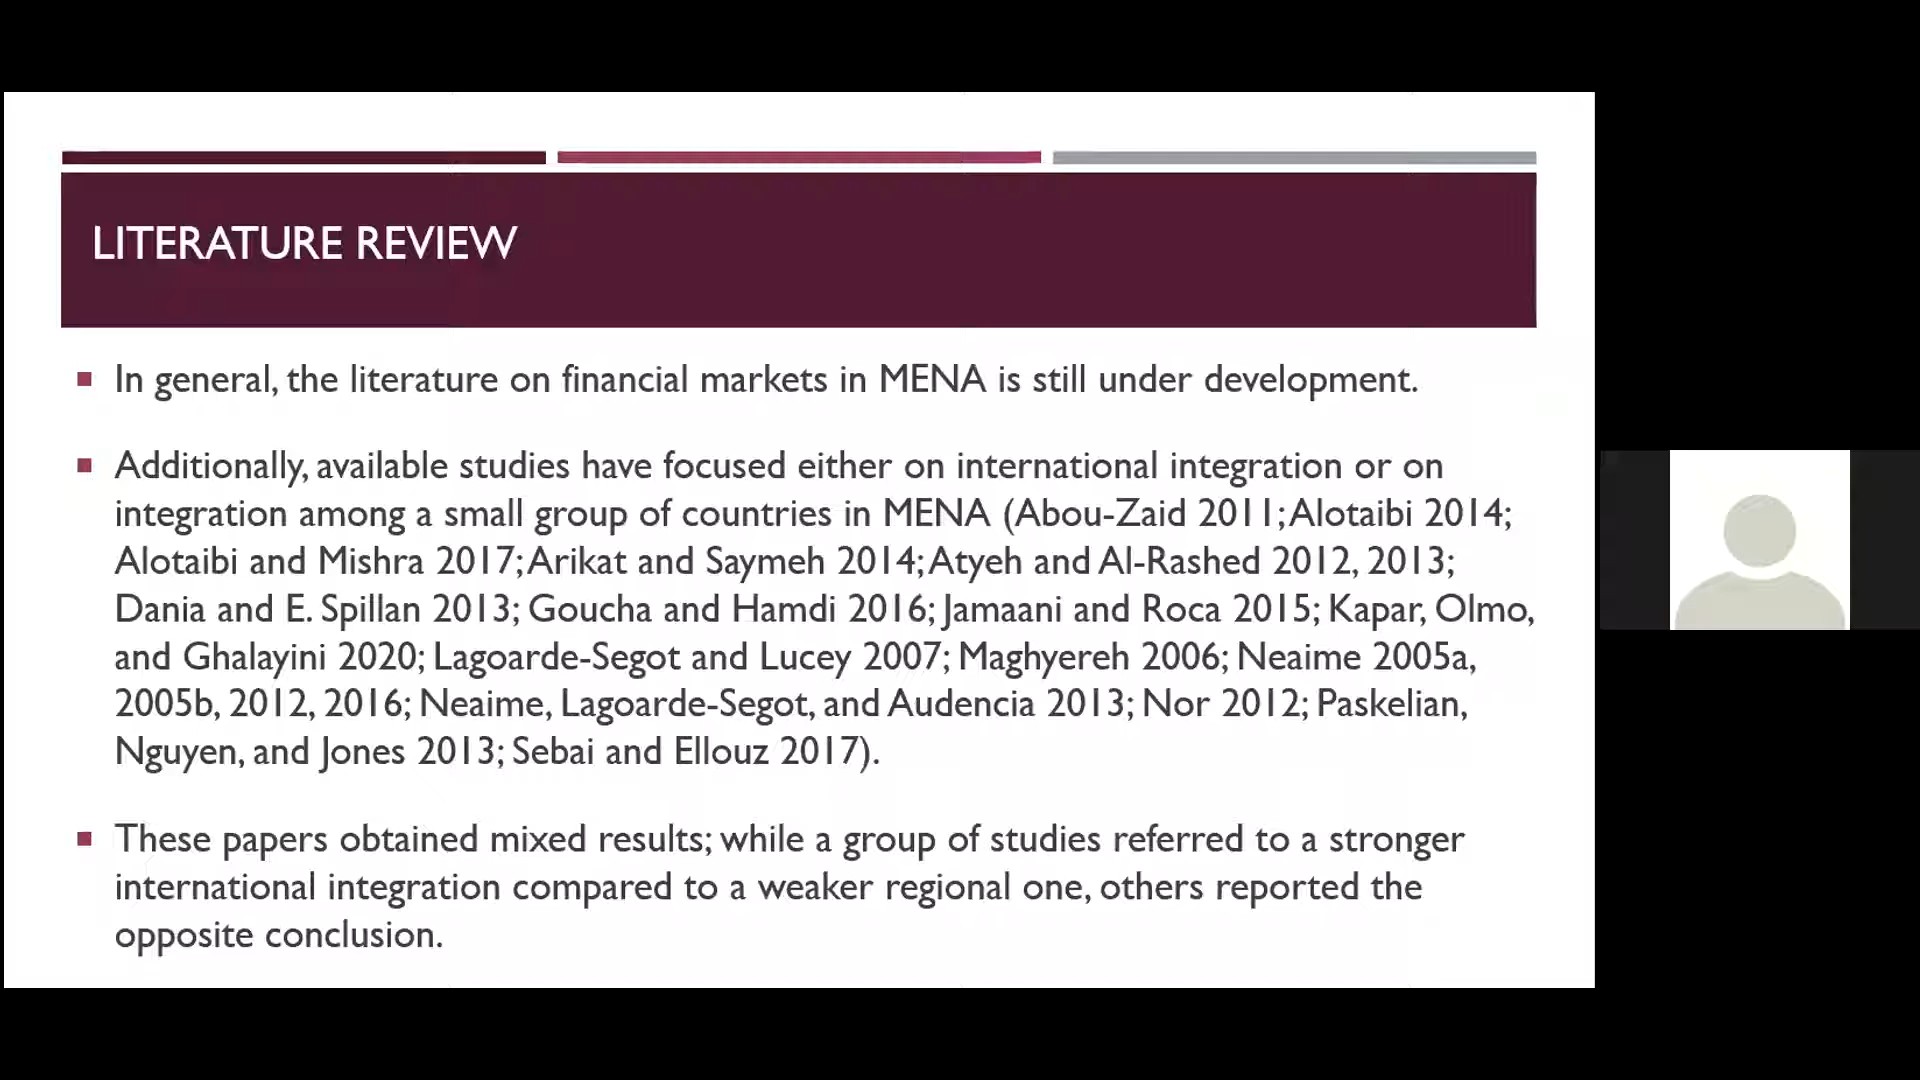 LITERATURE REVIEW
In general, the literature on financial markets in MENA is still under development.
Additionally, available studies have focused either on international integration or on
integration among a small group of countries in MENA (Abou-Zaid 2011; Alotaibi 2014;
Alotaibi and Mishra 2017; Arikat and Saymeh 2014; Atyeh and Al-Rashed 2012, 2013;
Dania and E. Spillan 2013; Goucha and Hamdi 2016; Jamaani and Roca 2015; Kapar, Olmo,
and Ghalayini 2020; Lagoarde-Segot and Lucey 2007; Maghyereh 2006; Neaime 2005a,
2005b, 2012, 2016; Neaime, Lagoarde-Segot, and Audencia 2013; Nor 2012; Paskelian,
Nguyen, and Jones 2013; Sebai and Ellouz 2017).
These papers obtained mixed results; while a group of studies referred to a stronger
international integration compared to a weaker regional one, others reported the
opposite conclusion.